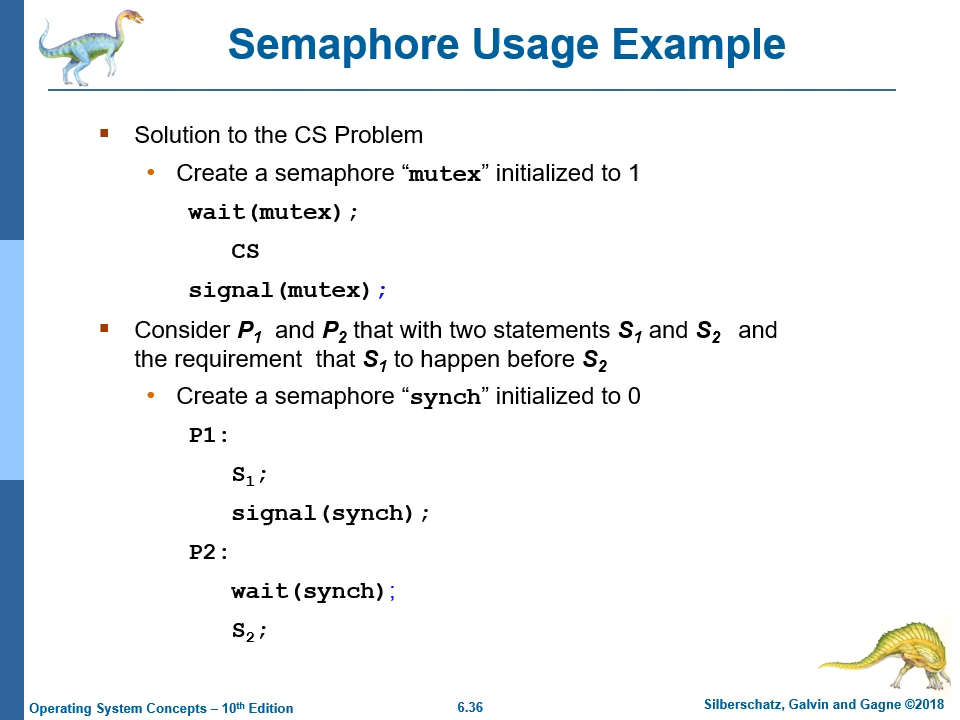 Semaphore Usage Example
▪ Solution to the CS Problem
• Create a semaphore “mutex” initialized to 1
wait(mutex);
CS
signal(mutex);
▪ Consider P1 and P2 that with two statements S1 and S2 and
the requirement that S1 to happen before S2
• Create a semaphore “synch” initialized to 0
P1:
S1;
signal(synch);
P2:
wait(synch);
S2;
Operating System Concepts – 10th Edition
6.36
Silberschatz, Galvin and Gagne ©2018